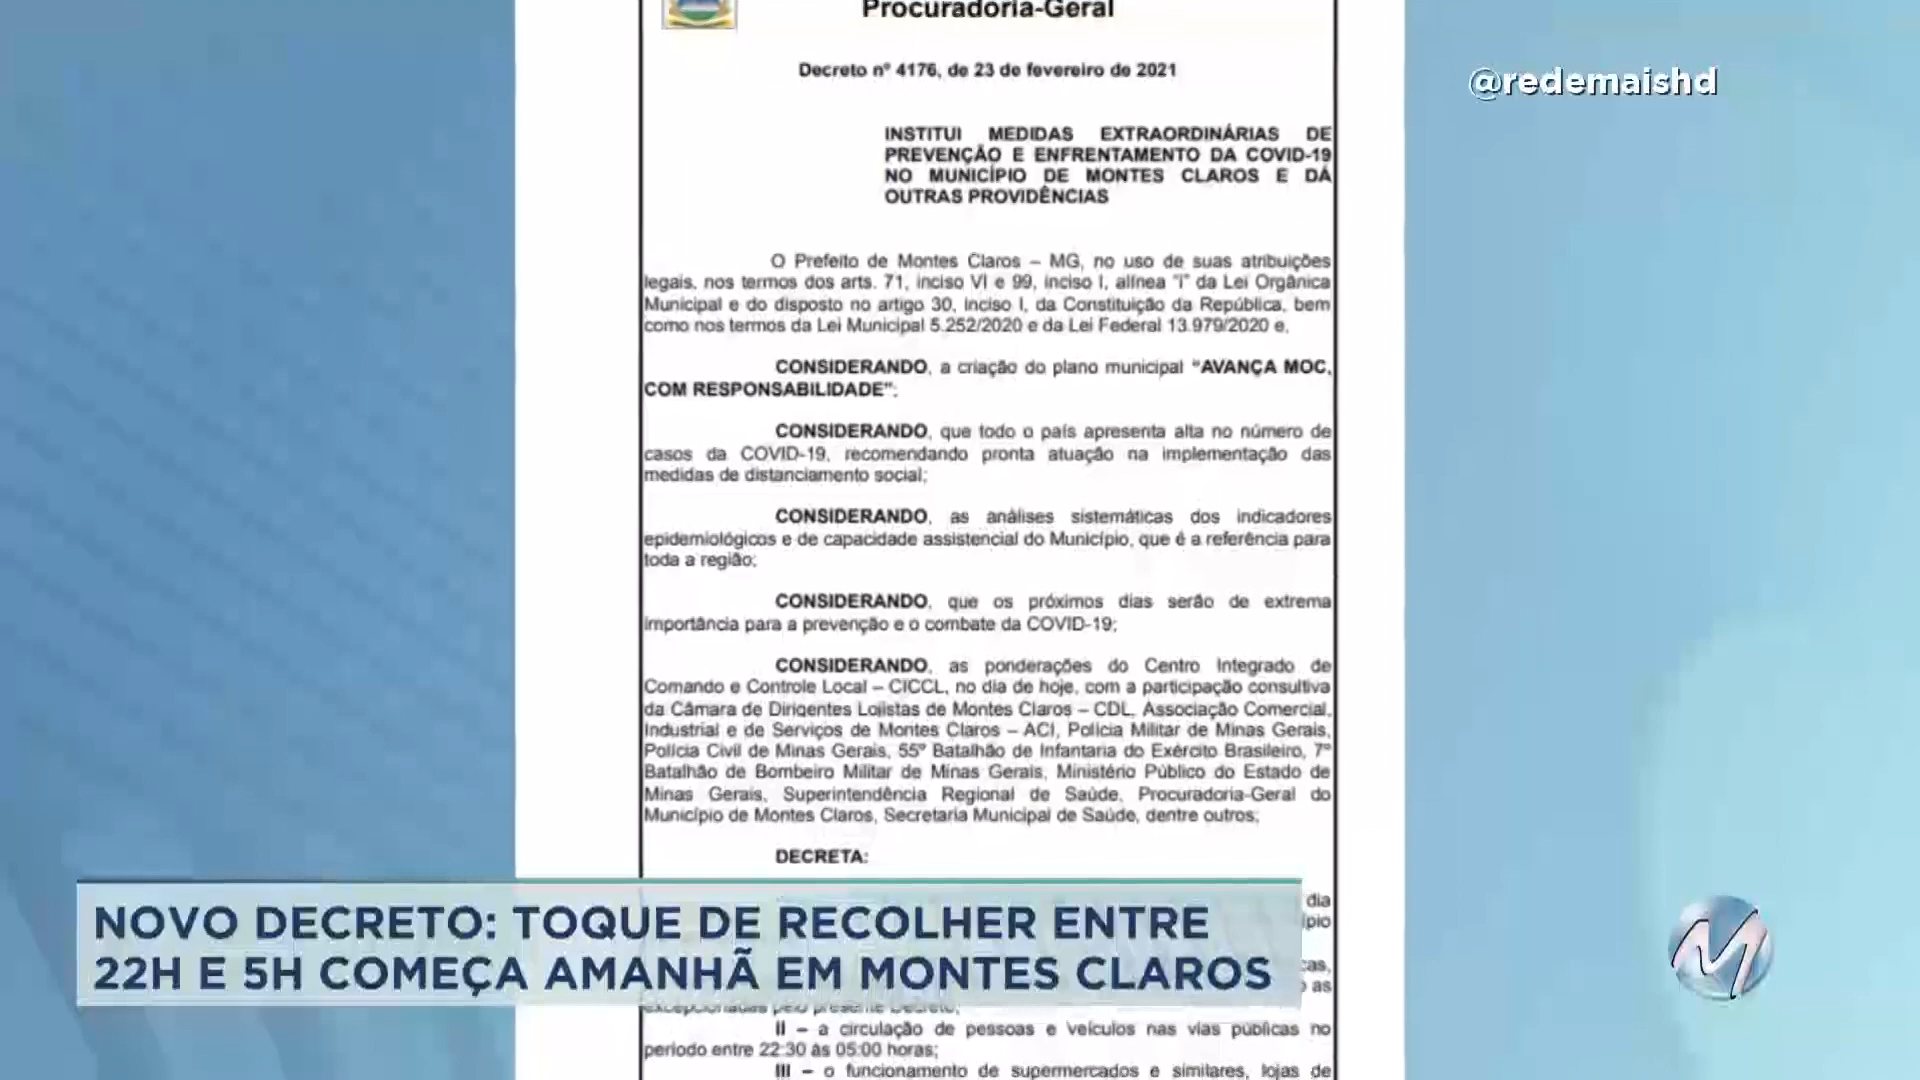 Procuradoria-Geral
Decreto nº 4176, de 23 de fevereiro de 2021
@redemaishd
INSTITUI MEDIDAS EXTRAORDINÁRIAS DE
PREVENÇÃO E ENFRENTAMENTO DA COVID-19
NO MUNICÍPIO DE MONTES CLAROS E DÁ
OUTRAS PROVIDÊNCIAS
O Prefeito de Montes Claros – MG, no uso de suas atribuições
legais, nos termos dos arts. 71, inciso VI e 99, inciso I, alínea "i" da Lei Orgânica
Municipal e do disposto no artigo 30, inciso I, da Constituição da República, bem
como nos termos da Lei Municipal 5.252/2020 e da Lei Federal 13.979/2020 e,
CONSIDERANDO, a criação do plano municipal "AVANÇA MOC,
COM RESPONSABILIDADE";
CONSIDERANDO, que todo o país apresenta alta no número de
casos da COVID-19, recomendando pronta atuação na implementação das
medidas de distanciamento social;
CONSIDERANDO, as análises sistemáticas dos indicadores
epidemiológicos e de capacidade assistencial do Município, que é a referência para
toda a região;
CONSIDERANDO, que os próximos dias serão de extrema
importância para a prevenção e o combate da COVID-19;
CONSIDERANDO, as ponderações do Centro Integrado de
Comando e Controle Local – CICCL, no dia de hoje, com a participação consultiva
da Câmara de Dirigentes Lojistas de Montes Claros – CDL, Associação Comercial,
Industrial e de Serviços de Montes Claros – ACI, Polícia Militar de Minas Gerais,
Polícia Civil de Minas Gerais, 55º Batalhão de Infantaria do Exército Brasileiro, 7º
Batalhão de Bombeiro Militar de Minas Gerais, Ministério Público do Estado de
Minas Gerais, Superintendência Regional de Saúde, Procuradoria-Geral do
Município de Montes Claros, Secretaria Municipal de Saúde, dentre outros;
DECRETA:
dia
ípio
cas,
as
NOVO DECRETO: TOQUE DE RECOLHER ENTRE
22H E 5H COMEÇA AMANHÃ EM MONTES CLAROS
M
excepcionadas pelo presente Decreto;
II – a circulação de pessoas e veículos nas vias públicas no
período entre 22:30 às 05:00 horas;
III – o funcionamento de supermercados e similares, lojas de